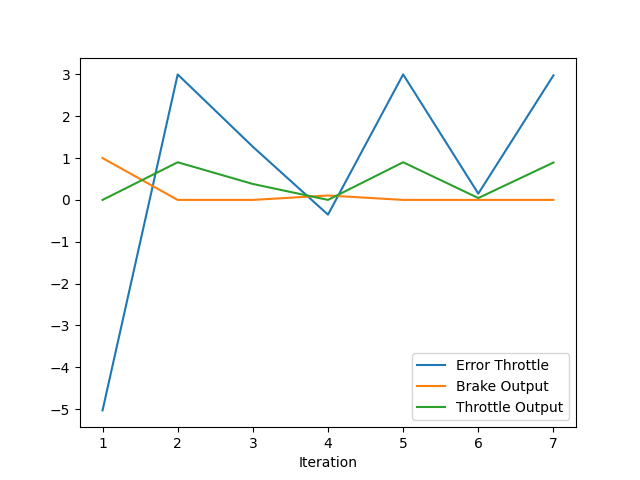 3
2
1
0
−1
−2
−3
−4
−5
Error Throttle
Brake Output
Throttle Output
1 2 3 4 5 6 7
Iteration